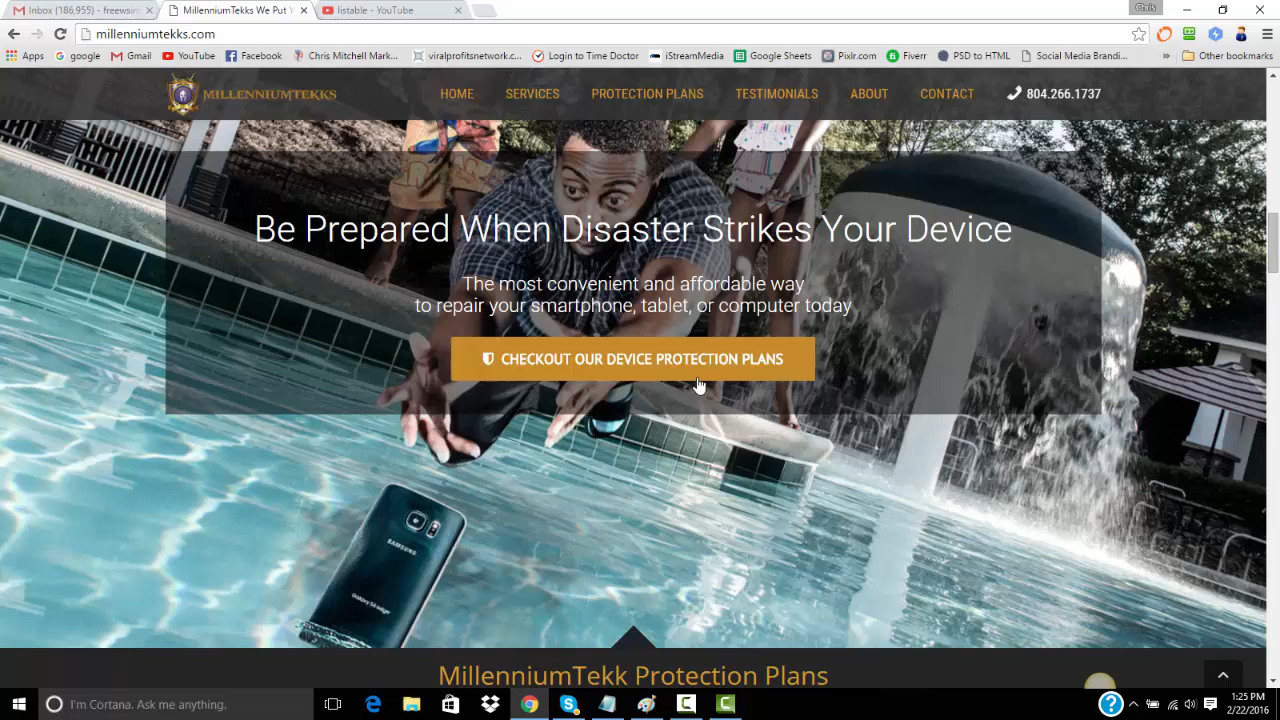 Inbox (186,955) - freewsin
MillenniumTekks We Put Y
listable - YouTube
Chris
millenniumtekks.com
Apps
google
Gmail
YouTube
Facebook
Chris Mitchell Mark...
viralprofitsnetwork.c...
Login to Time Doctor
iStreamMedia
Google Sheets
Pixlr.com
Fiverr
PSD to HTML
Social Media Brandi...
Other bookmarks
MILLENNIUMTEKKS
HOME
SERVICES
PROTECTION PLANS
TESTIMONIALS
ABOUT
CONTACT
804.266.1737
Be Prepared When Disaster Strikes Your Device
The most convenient and affordable way
to repair your smartphone, tablet, or computer today
CHECKOUT OUR DEVICE PROTECTION PLANS
SAMSUNG
Galaxy S6 edge
MillenniumTekk Protection Plans
I'm Cortana. Ask me anything.
1:25 PM
2/22/2016